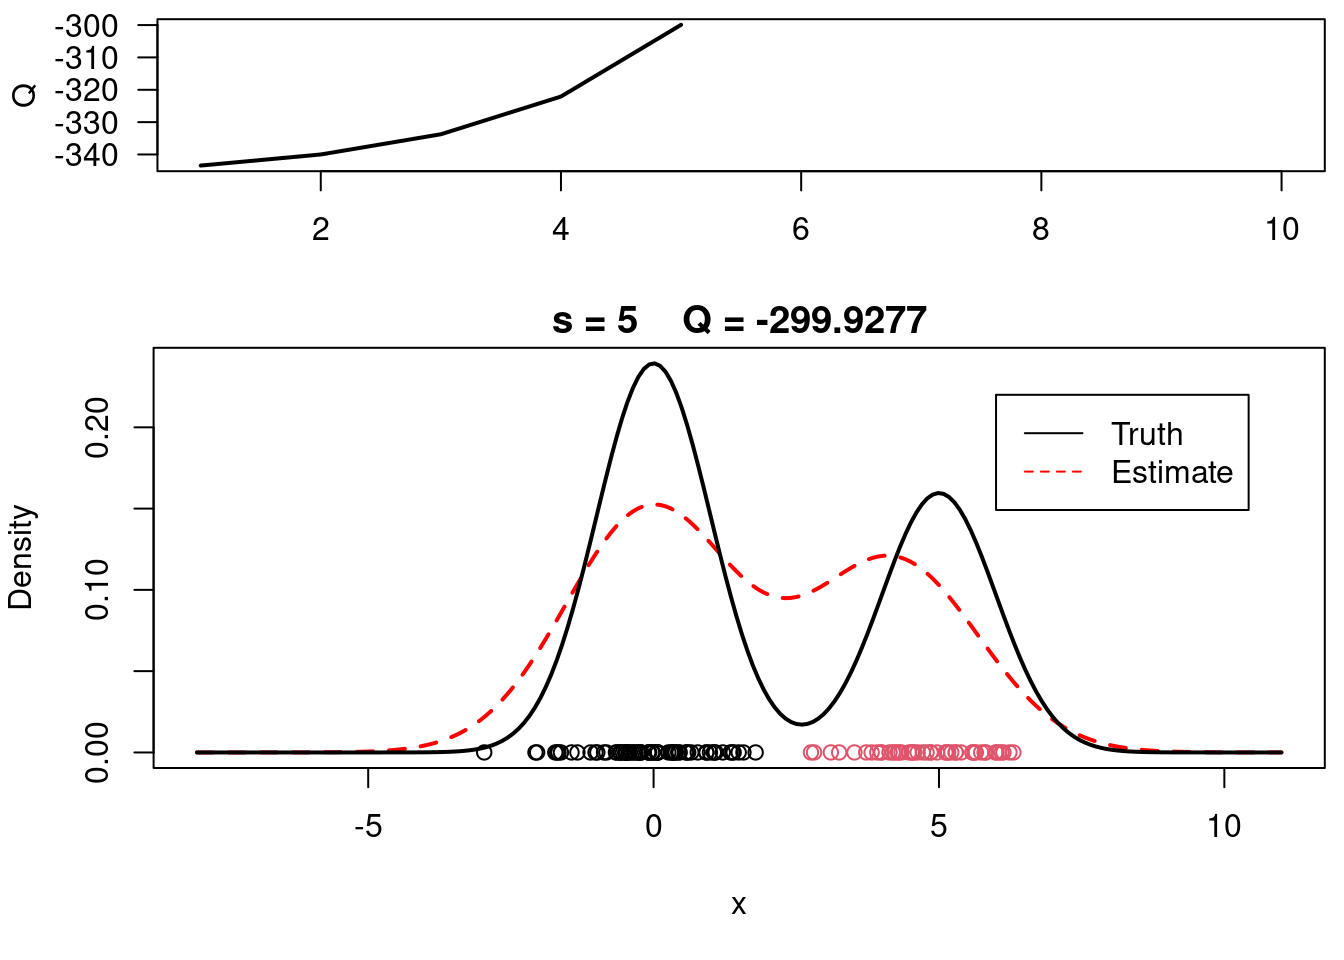 Q
-300
-310
-320
-330
-340
2 4 6 8 10
s = 5 Q = -299.9277
Density
0.20
0.10
0.00
Truth
Estimate
-5 0 5 10
x